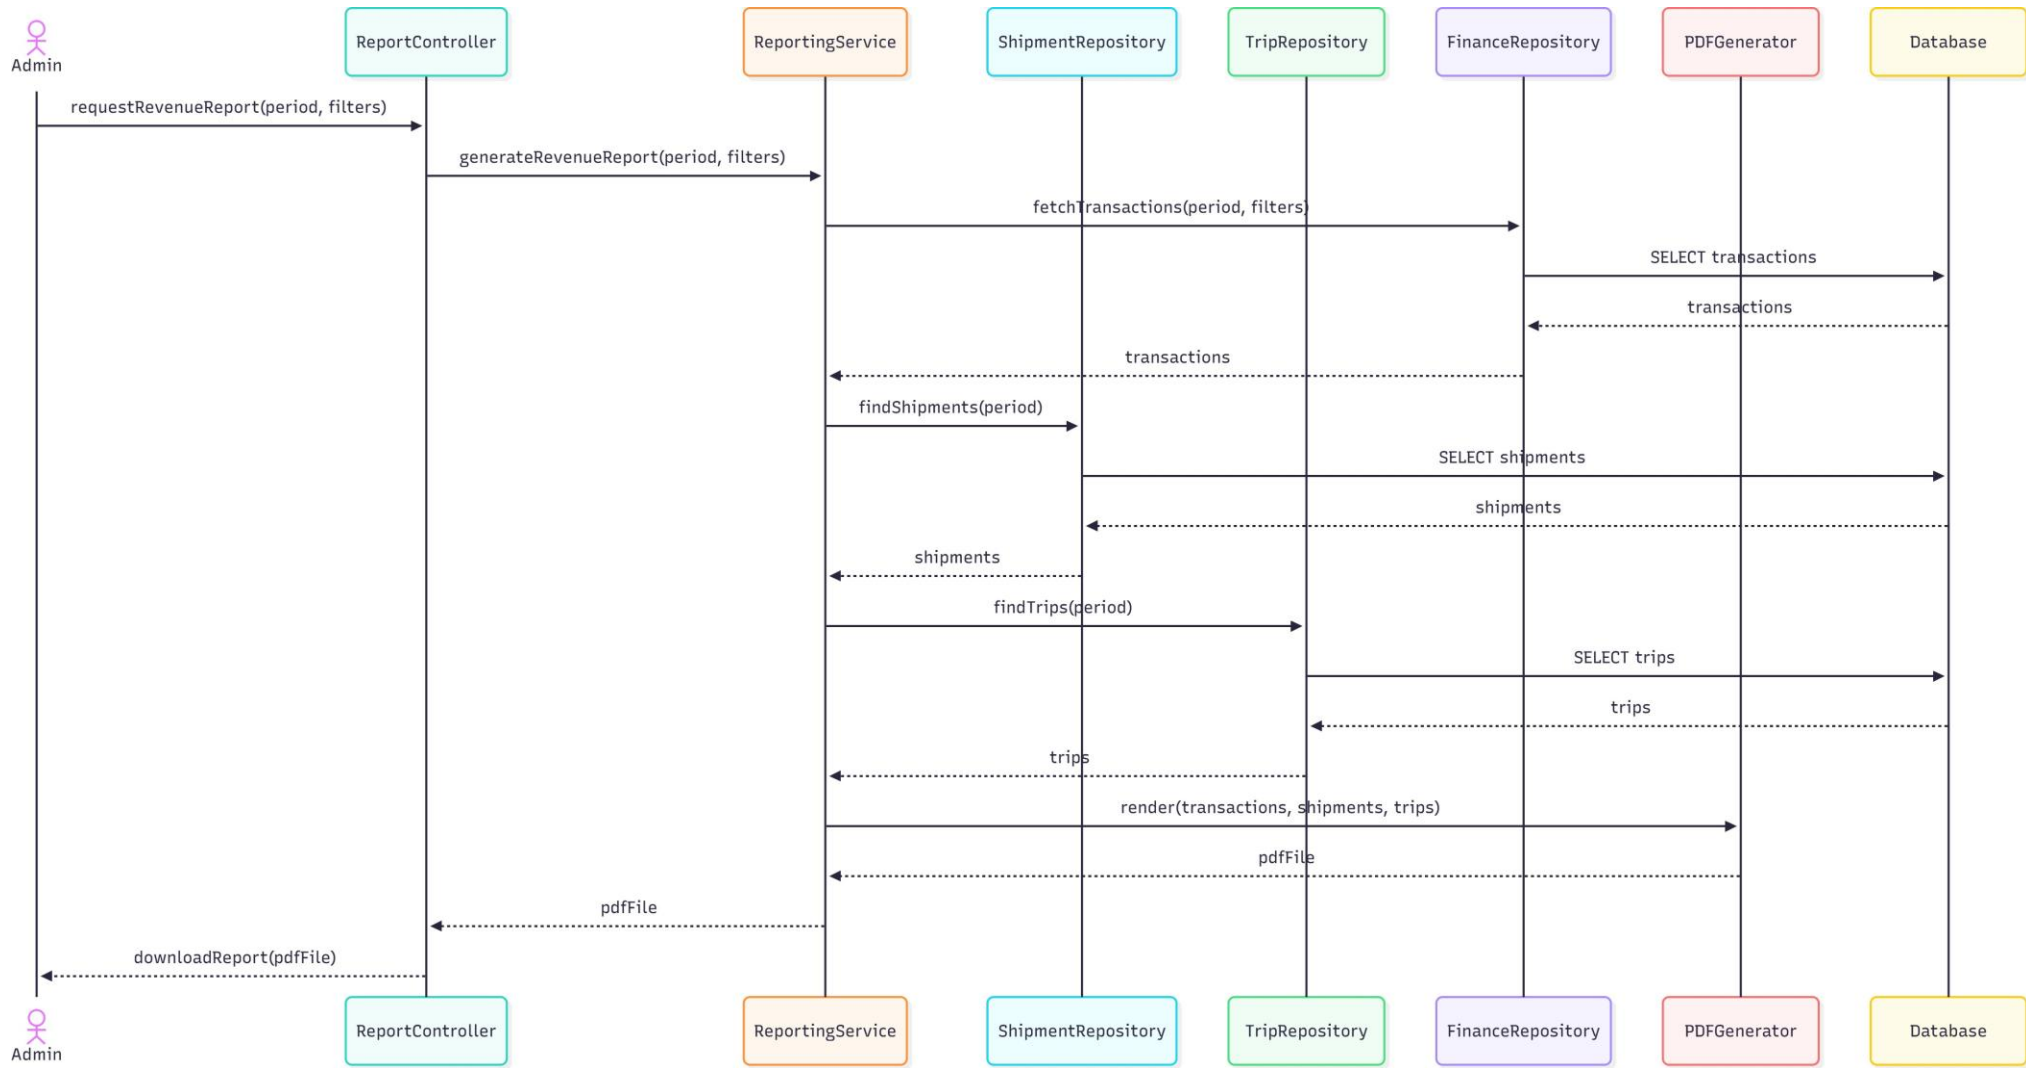 Admin
ReportController
ReportingService
ShipmentRepository
TripRepository
FinanceRepository
PDFGenerator
Database
requestRevenueReport(period, filters)
generateRevenueReport(period, filters)
fetchTransactions(period, filters)
SELECT transactions
transactions
transactions
findShipments(period)
SELECT shipments
shipments
shipments
findTrips(period)
SELECT trips
trips
trips
render(transactions, shipments, trips)
pdfFile
pdfFile
downloadReport(pdfFile)
Admin
ReportController
ReportingService
ShipmentRepository
TripRepository
FinanceRepository
PDFGenerator
Database